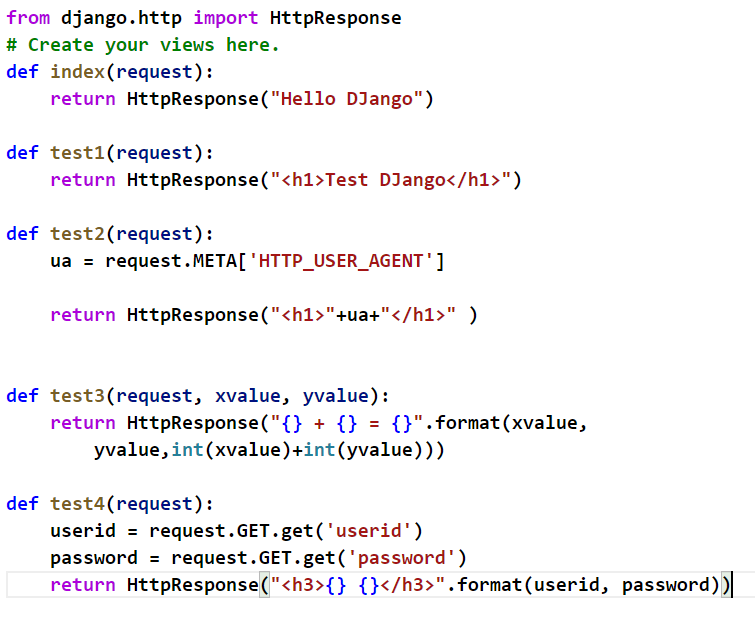 from django.http import HttpResponse
# Create your views here.
def index(request):
    return HttpResponse("Hello DJango")
def test1(request):
    return HttpResponse("<h1>Test DJango</h1>")
def test2(request):
    ua = request.META['HTTP_USER_AGENT']
    return HttpResponse("<h1>"+ua+"</h1>" )
def test3(request, xvalue, yvalue):
    return HttpResponse("{} + {} = {}".format(xvalue,
        yvalue,int(xvalue)+int(yvalue)))
def test4(request):
    userid = request.GET.get('userid')
    password = request.GET.get('password')
    return HttpResponse("<h3>{} {}</h3>".format(userid, password))